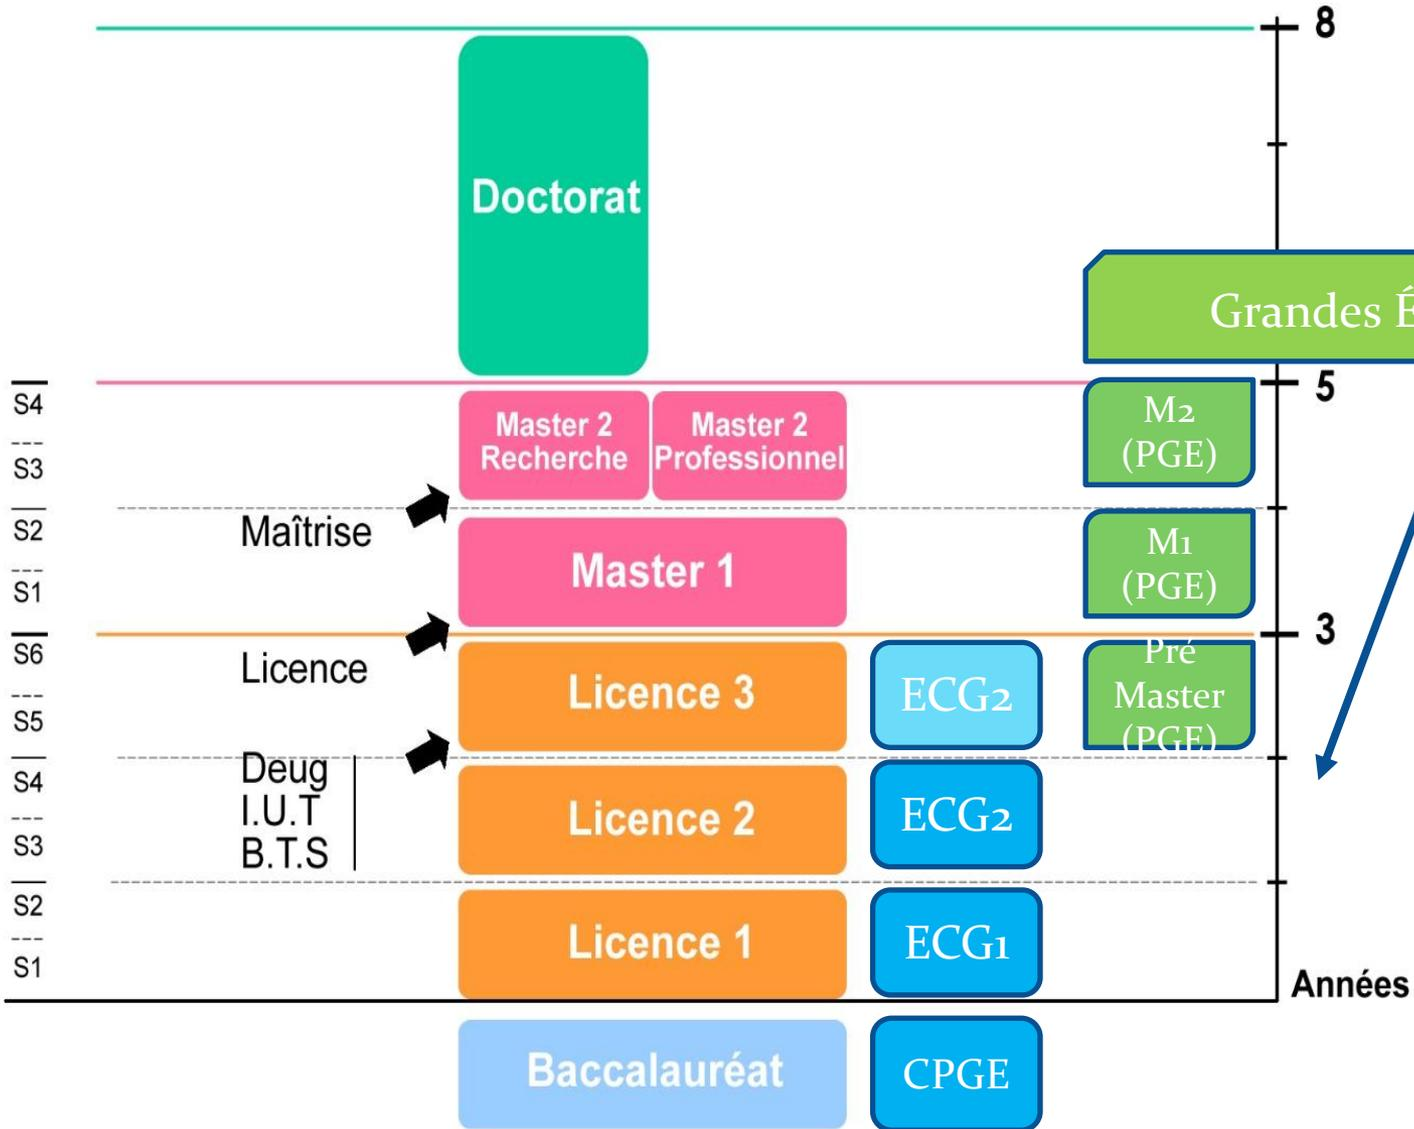 8
Doctorat
Grandes É
5
S4
---
S3
Master 2
Recherche
Master 2
Professionnel
M2
(PGE)
S2
---
S1
Maîtrise
Master 1
M1
(PGE)
3
S6
---
S5
Licence
Licence 3
ECG2
Pré
Master
(PGE)
S4
---
S3
Deug
I.U.T
B.T.S
Licence 2
ECG2
S2
---
S1
Licence 1
ECG1
Années
Baccalauréat
CPGE